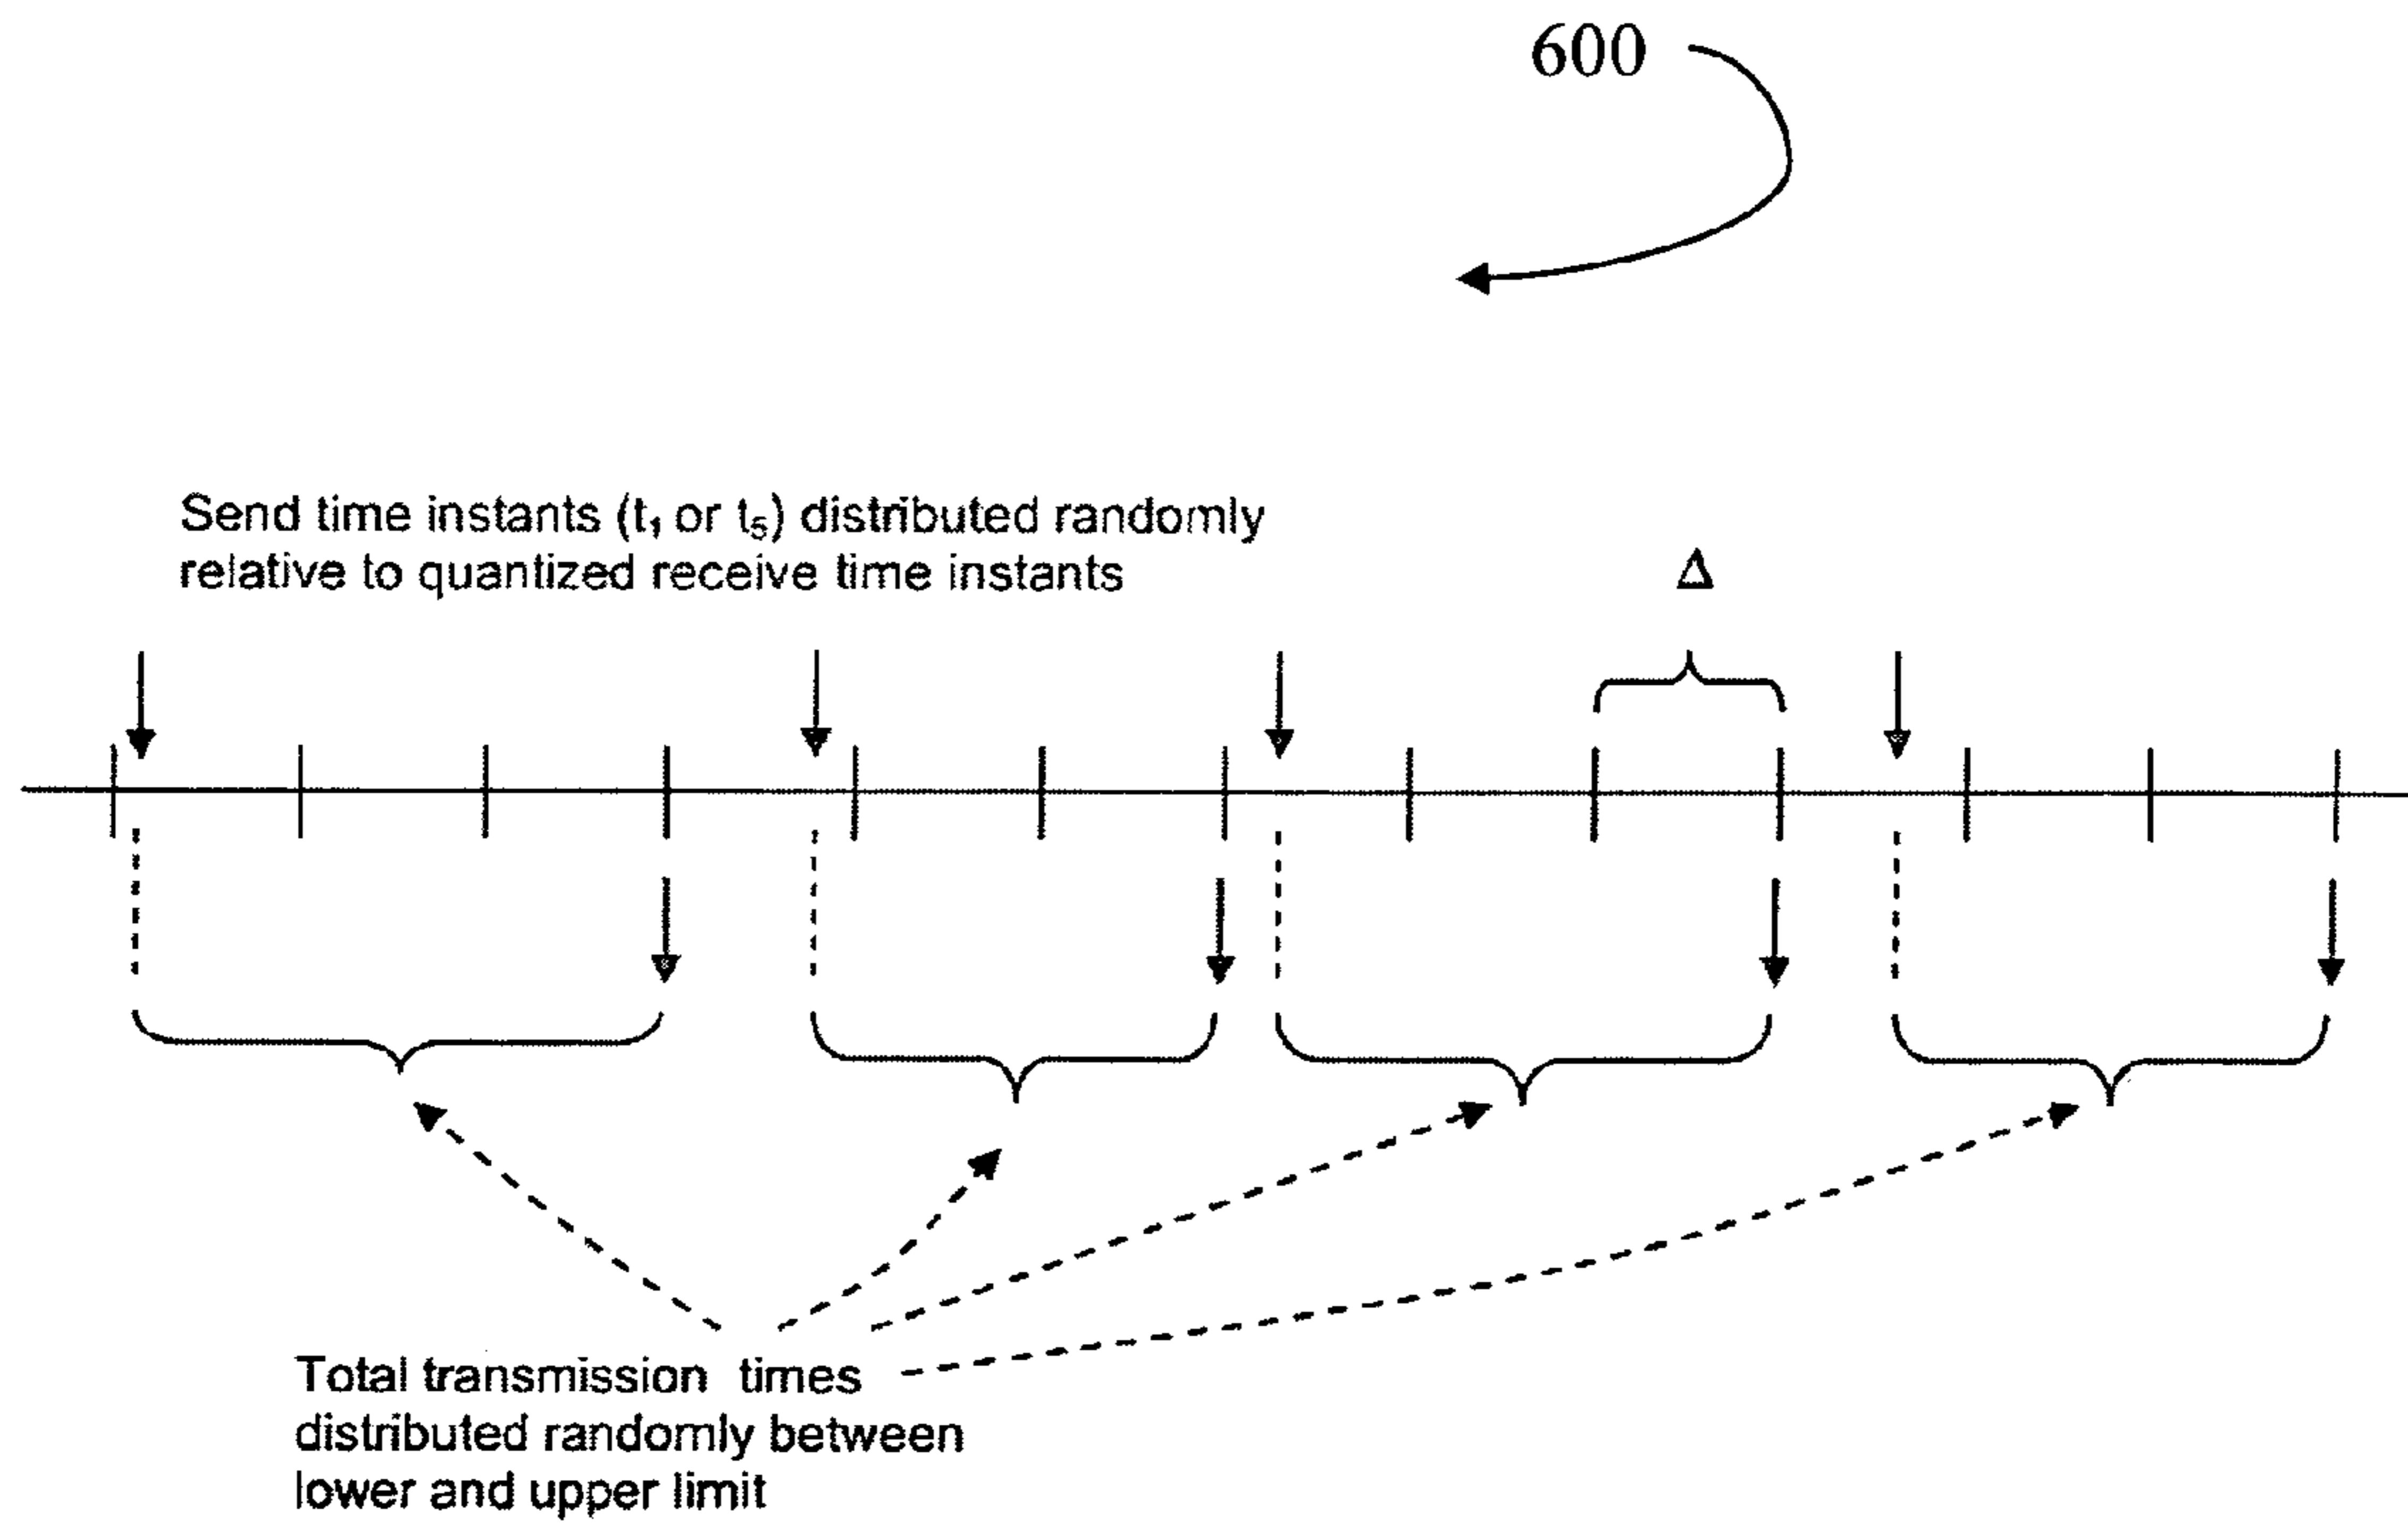 600
Send time instants (t₁ or t₅) distributed randomly
relative to quantized receive time instants
Δ
Total transmission times
distributed randomly between
lower and upper limit